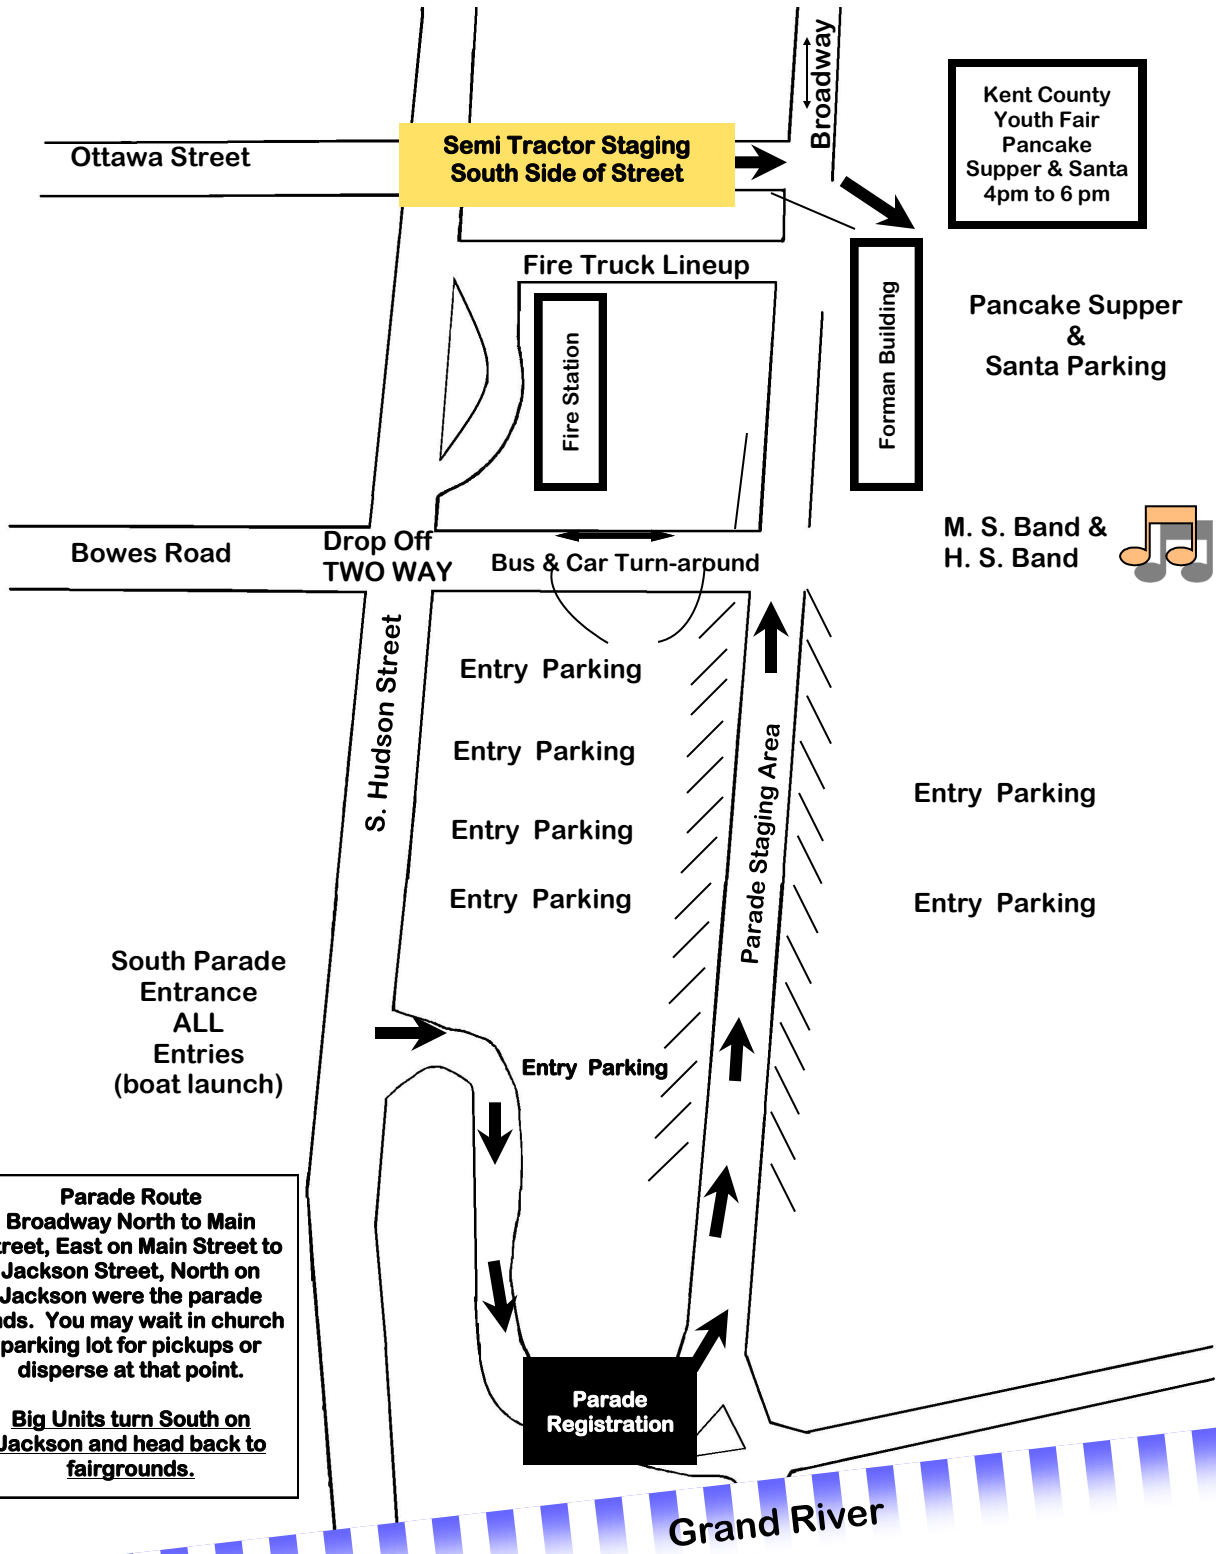 Broadway
Kent County
Youth Fair
Pancake
Supper & Santa
4pm to 6 pm
Ottawa Street
Semi Tractor Staging
South Side of Street
Fire Truck Lineup
Fire Station
Forman Building
Pancake Supper
&
Santa Parking
Bowes Road
Drop Off
TWO WAY
Bus & Car Turn-around
M. S. Band &
H. S. Band
S. Hudson Street
Entry Parking
Entry Parking
Entry Parking
Entry Parking
Parade Staging Area
Entry Parking
Entry Parking
South Parade
Entrance
ALL
Entries
(boat launch)
Entry Parking
Parade Route
Broadway North to Main
treet, East on Main Street to
Jackson Street, North on
Jackson were the parade
nds. You may wait in church
parking lot for pickups or
disperse at that point.
Big Units turn South on
Jackson and head back to
fairgrounds.
Parade
Registration
Grand River